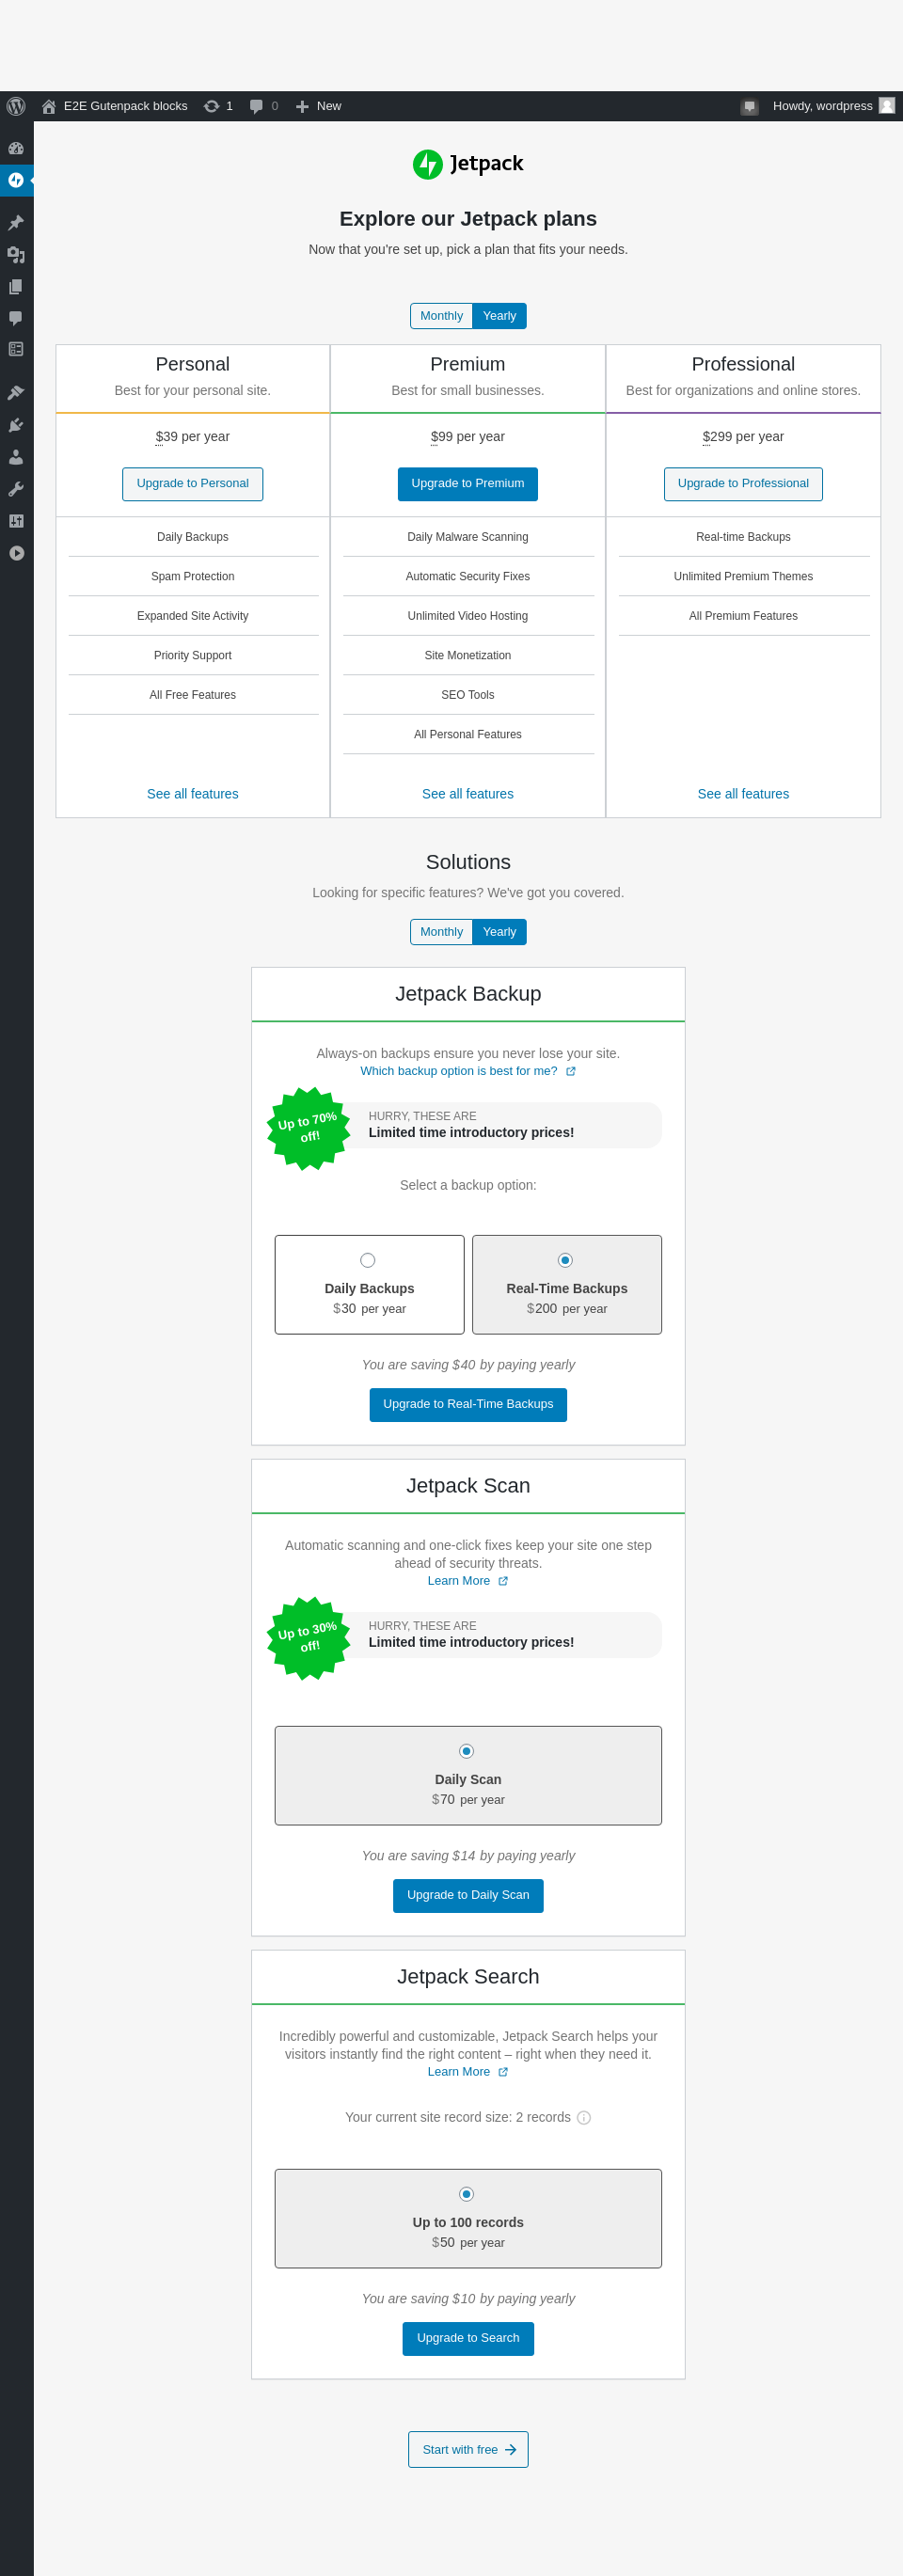 E2E Gutenpack blocks 1 0 New Howdy, wordpress
Jetpack
Explore our Jetpack plans
Now that you're set up, pick a plan that fits your needs.
Monthly Yearly
Personal
Best for your personal site.
$39 per year
Upgrade to Personal
Daily Backups
Spam Protection
Expanded Site Activity
Priority Support
All Free Features
See all features
Premium
Best for small businesses.
$99 per year
Upgrade to Premium
Daily Malware Scanning
Automatic Security Fixes
Unlimited Video Hosting
Site Monetization
SEO Tools
All Personal Features
See all features
Professional
Best for organizations and online stores.
$299 per year
Upgrade to Professional
Real-time Backups
Unlimited Premium Themes
All Premium Features
See all features
Solutions
Looking for specific features? We've got you covered.
Monthly Yearly
Jetpack Backup
Always-on backups ensure you never lose your site.
Which backup option is best for me?
Up to 70%
off!
HURRY, THESE ARE
Limited time introductory prices!
Select a backup option:
Daily Backups
$30 per year
Real-Time Backups
$200 per year
You are saving $40 by paying yearly
Upgrade to Real-Time Backups
Jetpack Scan
Automatic scanning and one-click fixes keep your site one step
ahead of security threats.
Learn More
Up to 30%
off!
HURRY, THESE ARE
Limited time introductory prices!
Daily Scan
$70 per year
You are saving $14 by paying yearly
Upgrade to Daily Scan
Jetpack Search
Incredibly powerful and customizable, Jetpack Search helps your
visitors instantly find the right content – right when they need it.
Learn More
Your current site record size: 2 records
Up to 100 records
$50 per year
You are saving $10 by paying yearly
Upgrade to Search
Start with free